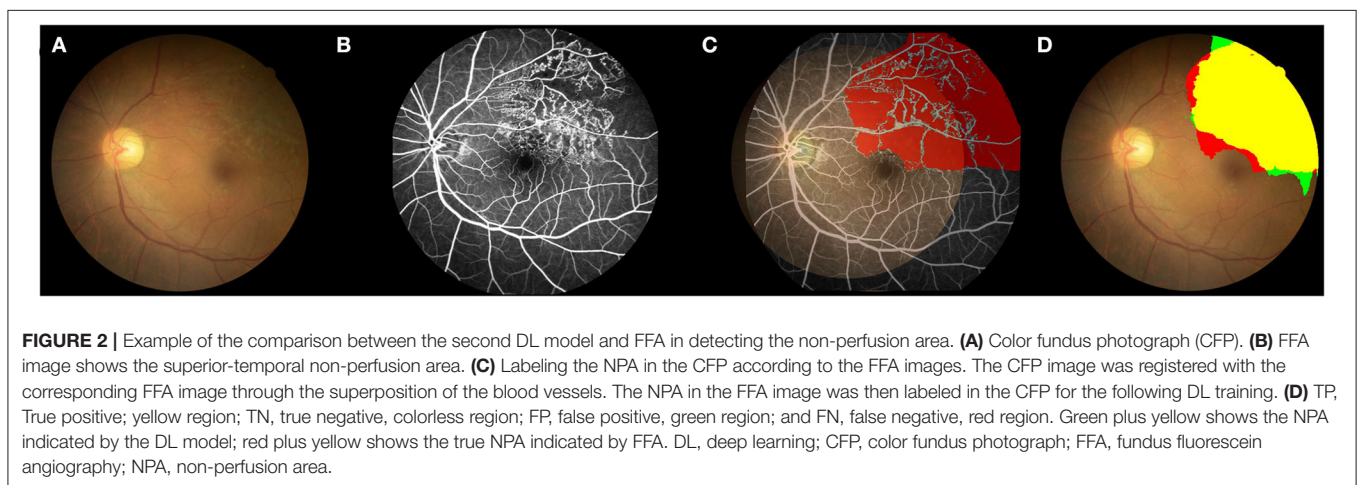 A
B
C
D
FIGURE 2 | Example of the comparison between the second DL model and FFA in detecting the non-perfusion area. (A) Color fundus photograph (CFP). (B) FFA
image shows the superior-temporal non-perfusion area. (C) Labeling the NPA in the CFP according to the FFA images. The CFP image was registered with the
corresponding FFA image through the superposition of the blood vessels. The NPA in the FFA image was then labeled in the CFP for the following DL training. (D) TP,
True positive; yellow region; TN, true negative, colorless region; FP, false positive, green region; and FN, false negative, red region. Green plus yellow shows the NPA
indicated by the DL model; red plus yellow shows the true NPA indicated by FFA. DL, deep learning; CFP, color fundus photograph; FFA, fundus fluorescein
angiography; NPA, non-perfusion area.